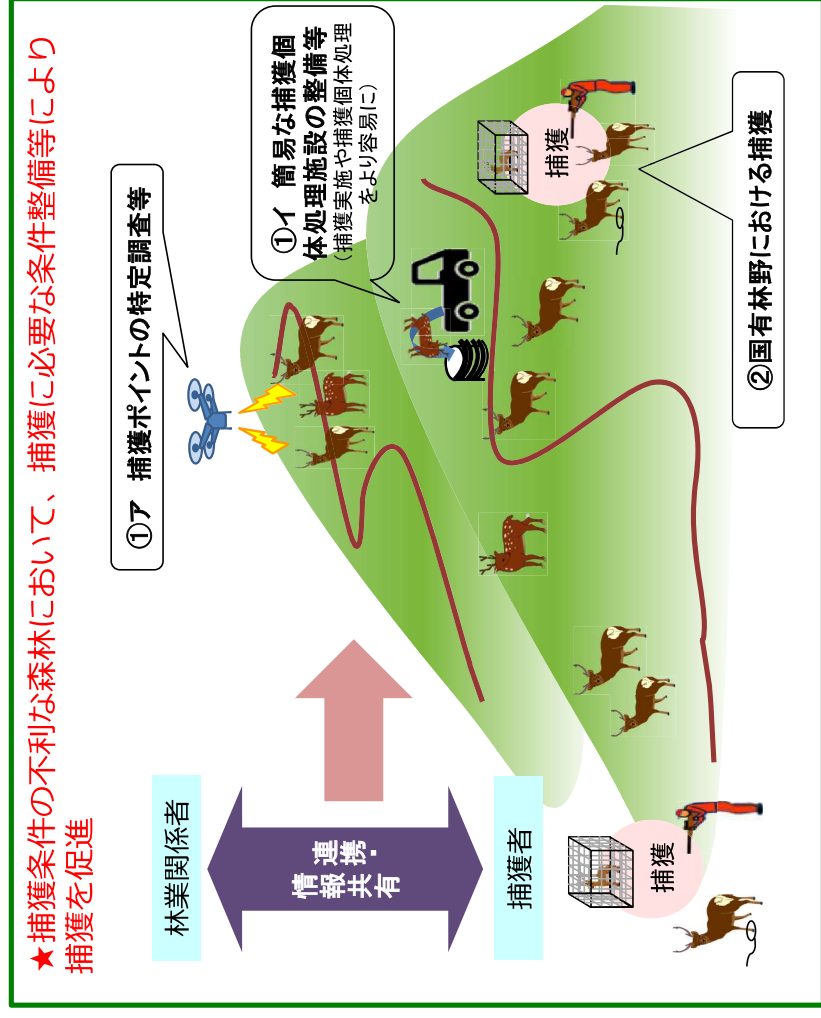 ★捕獲条件の不利な森林において、捕獲に必要な条件整備等により
捕獲を促進
林業関係者
連携・
情報共有
捕獲者
①ア 捕獲ポイントの特定調査等
①イ 簡易な捕獲個
体処理施設の整備等
（捕獲実施や捕獲個体処理
をより容易に）
捕獲
捕獲
②国有林野における捕獲